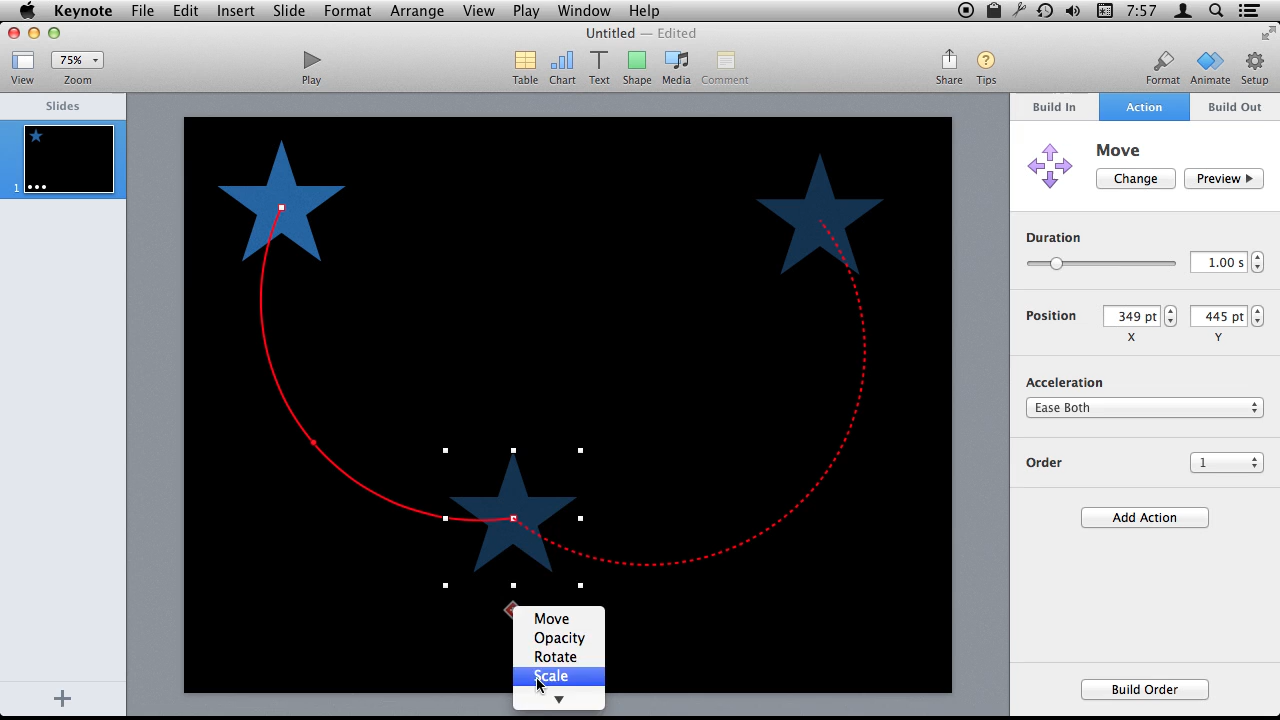 Keynote File Edit Insert Slide Format Arrange View Play Window Help 7:57
Untitled — Edited
75%
View Zoom Play Table Chart Text Shape Media Comment Share Tips Format Animate Setup
Slides
1
Build In Action Build Out
Move
Change Preview
Duration
1.00 s
Position 349 pt 445 pt
X Y
Acceleration
Ease Both
Order 1
Add Action
Move
Opacity
Rotate
Scale
Build Order